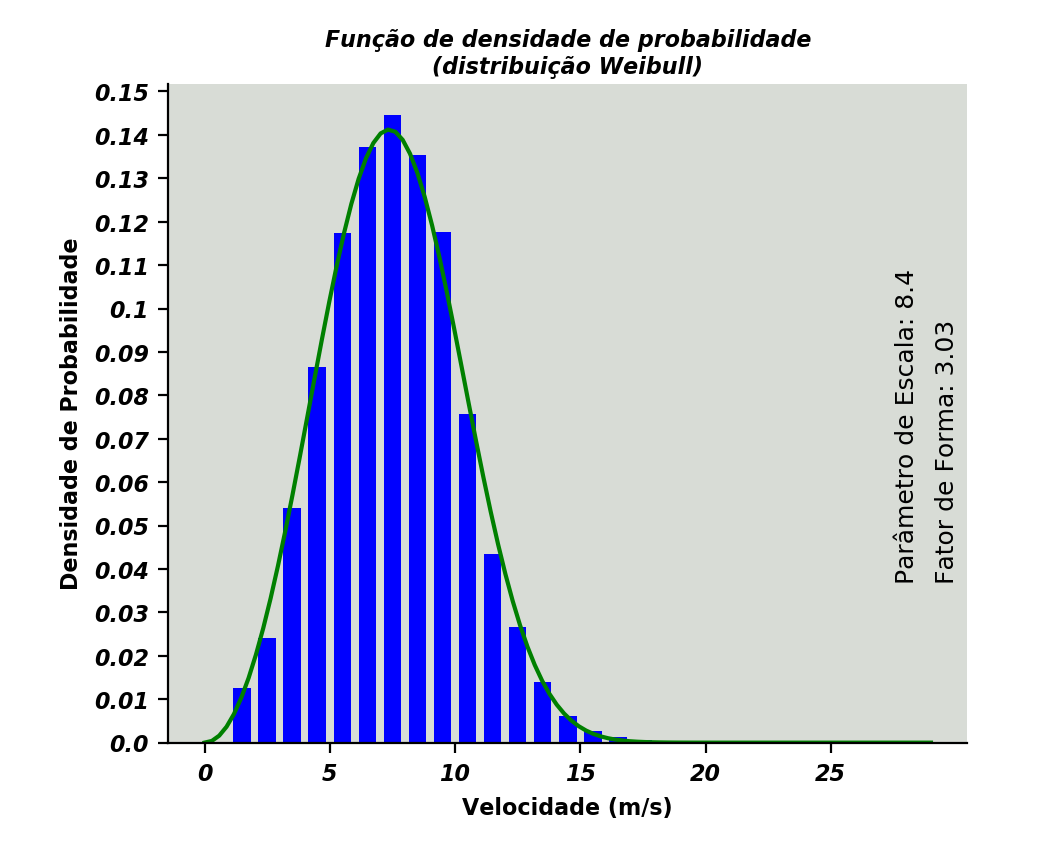 Função de densidade de probabilidade
(distribuição Weibull)
0.15
0.14
0.13
0.12
0.11
0.1
0.09
0.08
0.07
0.06
0.05
0.04
0.03
0.02
0.01
0.0
Densidade de Probabilidade
Parâmetro de Escala: 8.4
Fator de Forma: 3.03
0 5 10 15 20 25
Velocidade (m/s)